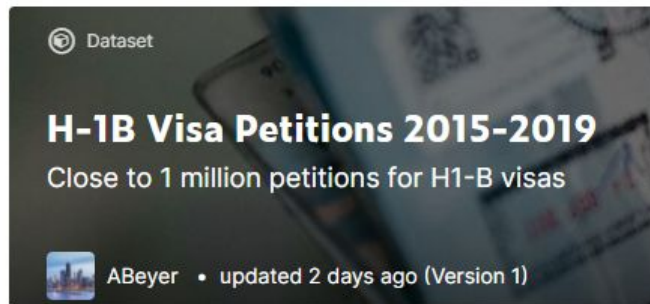 Dataset
H-1B Visa Petitions 2015-2019
Close to 1 million petitions for H1-B visas
ABeyer • updated 2 days ago (Version 1)